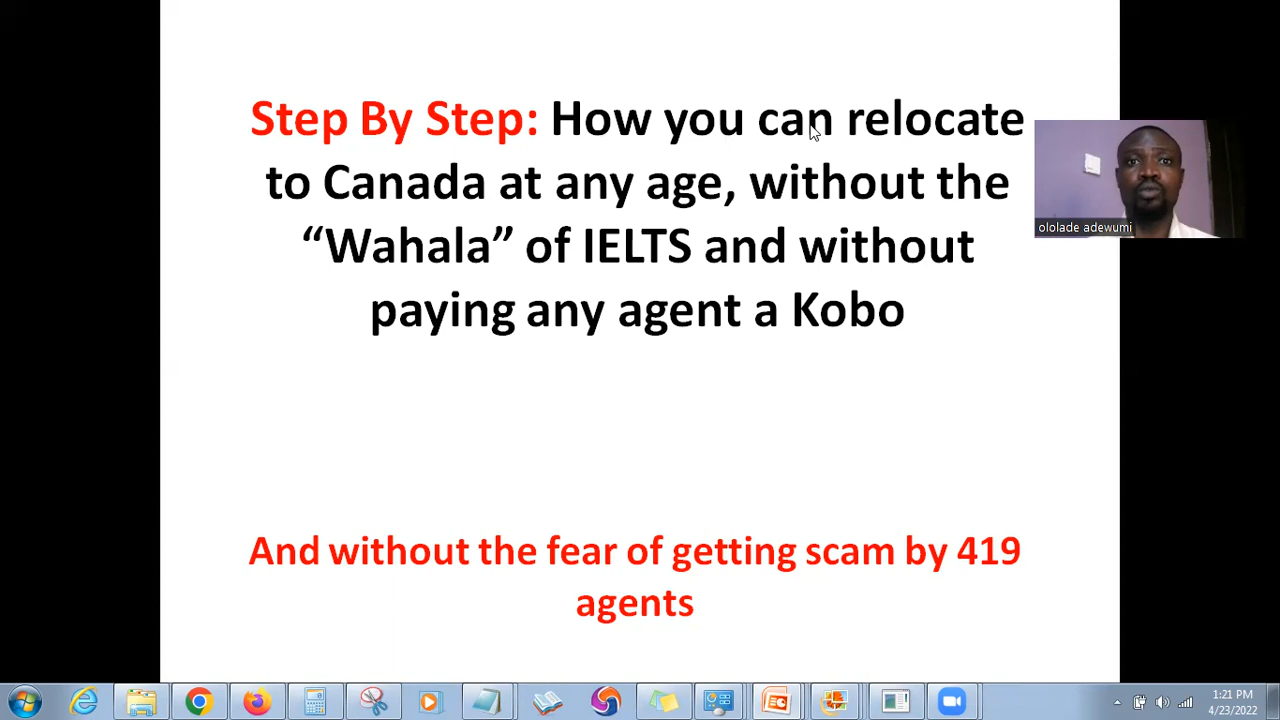 Step By Step: How you can relocate
to Canada at any age, without the
“Wahala” of IELTS and without
paying any agent a Kobo
ololade adewumi
And without the fear of getting scam by 419
agents
1:21 PM
4/23/2022